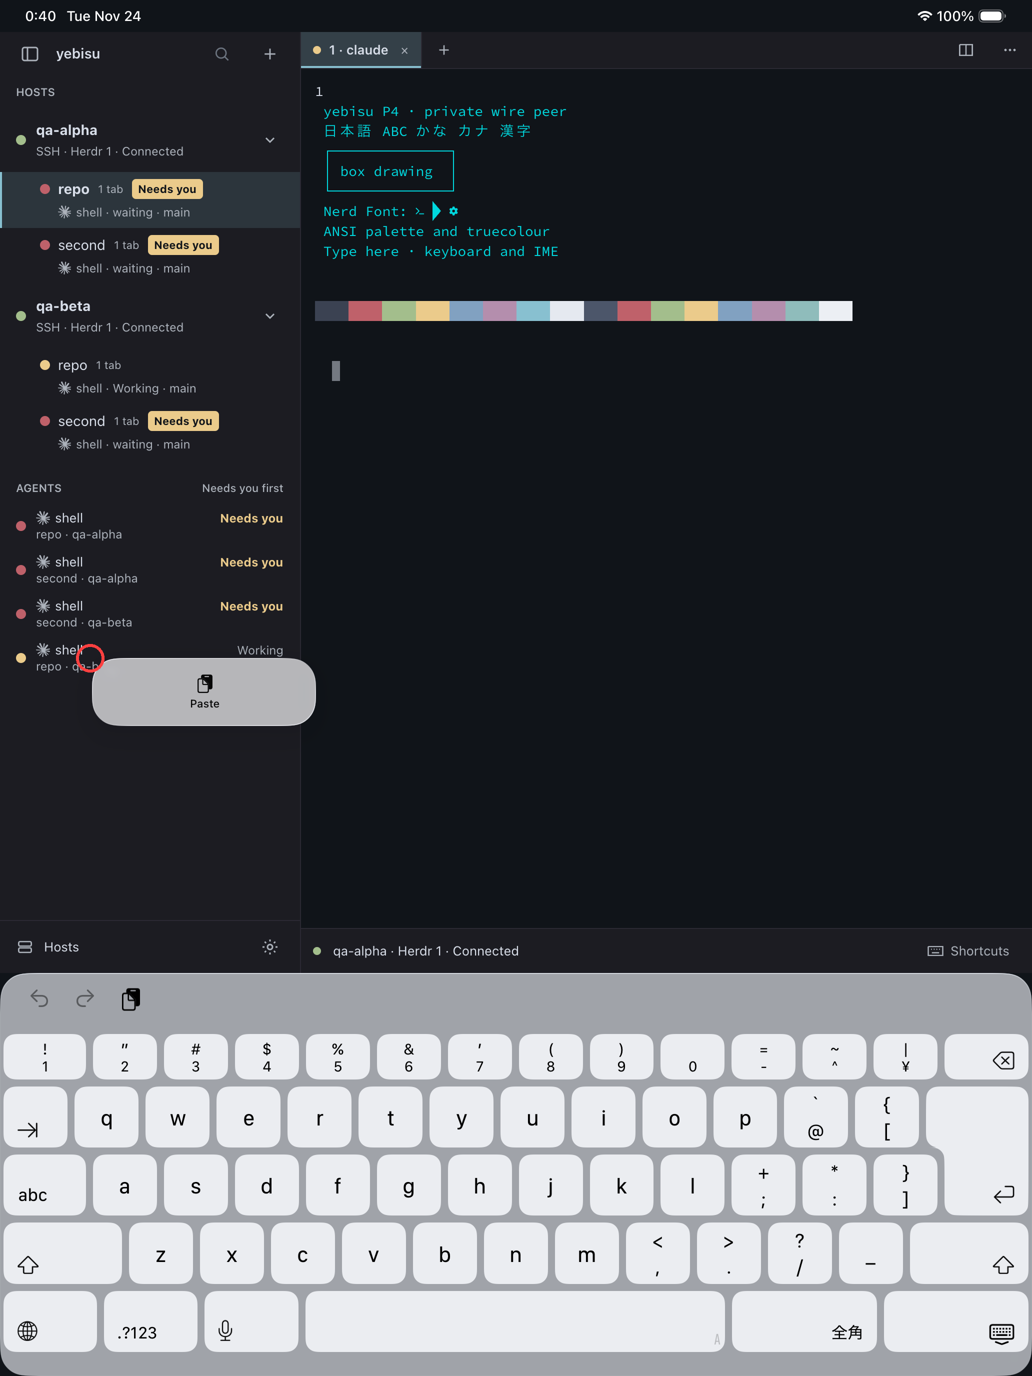 0:40 Tue Nov 24 100%
yebisu
1 · claude ×
HOSTS
qa-alpha
SSH · Herdr 1 · Connected
repo 1 tab Needs you
shell · waiting · main
second 1 tab Needs you
shell · waiting · main
qa-beta
SSH · Herdr 1 · Connected
repo 1 tab
shell · Working · main
second 1 tab Needs you
shell · waiting · main
AGENTS Needs you first
shell Needs you
repo · qa-alpha
shell Needs you
second · qa-alpha
shell Needs you
second · qa-beta
shell Working
repo · qa-b
Paste
Hosts
1
yebisu P4 · private wire peer
日本語 ABC かな カナ 漢字
box drawing
Nerd Font:
ANSI palette and truecolour
Type here · keyboard and IME
qa-alpha · Herdr 1 · Connected
Shortcuts
! " # $ % & ' ( ) = ~ |
1 2 3 4 5 6 7 8 9 0 - ^ ¥
q w e r t y u i o p ` @ { [
abc a s d f g h j k l + ; * : } ]
z x c v b n m < , > . ? / _
.?123 A 全角